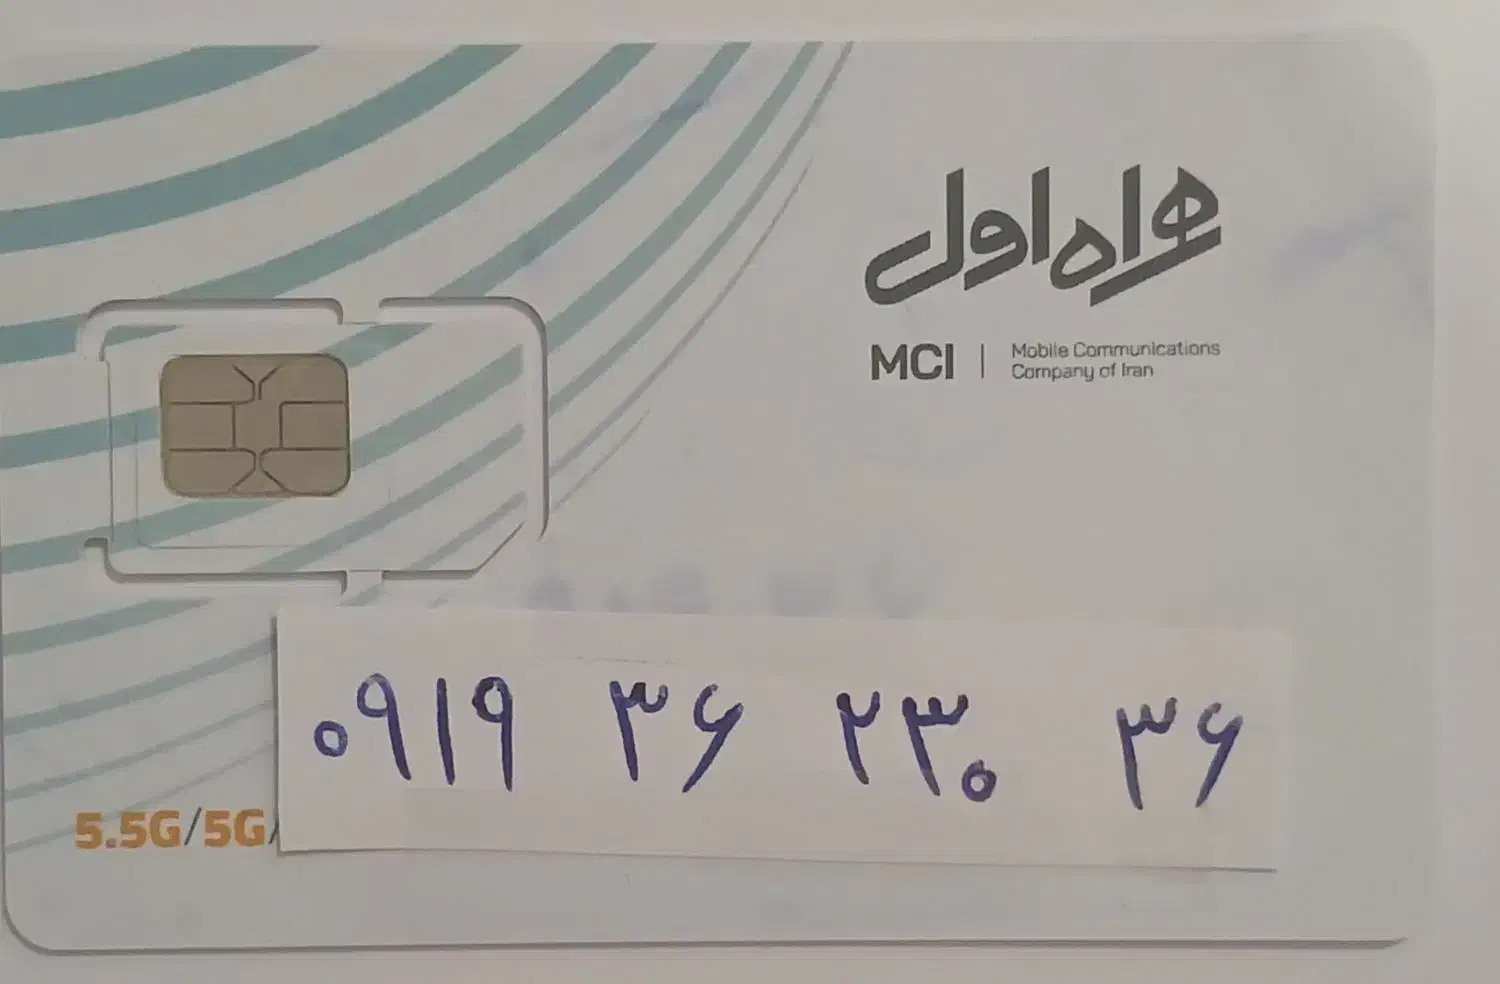 همراه اول
MCI | Mobile Communications
Company of Iran
۰۹۱۹ ۳۶ ۲۳۰ ۳۶
5.5G/5G/